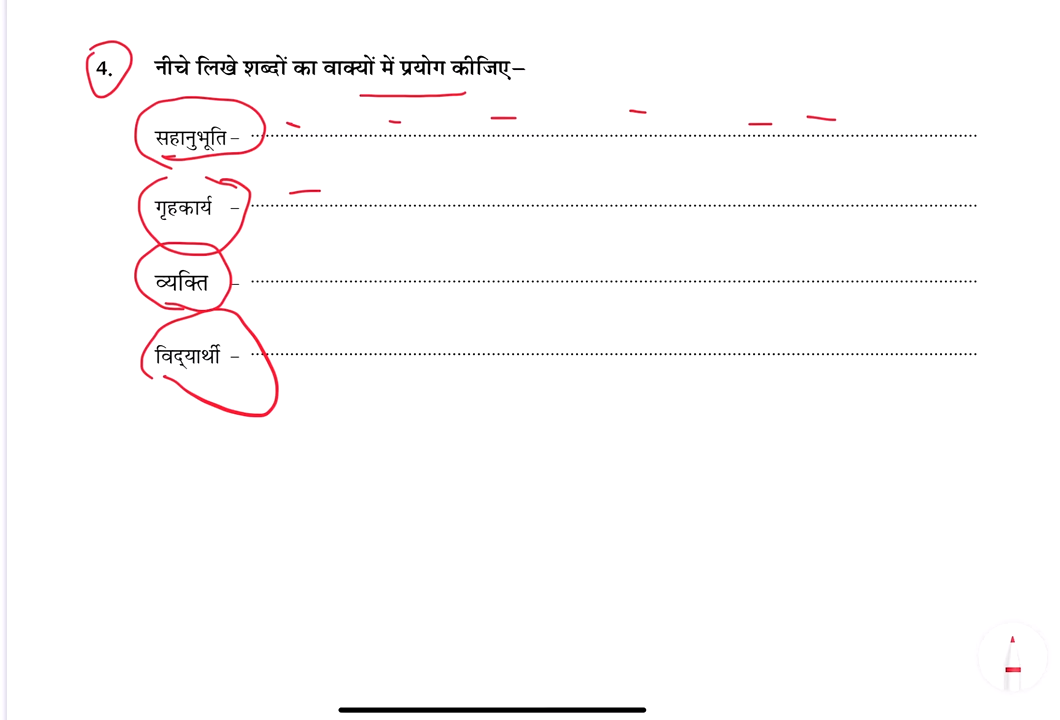 4. नीचे लिखे शब्दों का वाक्यों में प्रयोग कीजिए–
सहानुभूति – ..........
गृहकार्य – ..........
व्यक्ति – ..........
विद्‌यार्थी – ..........